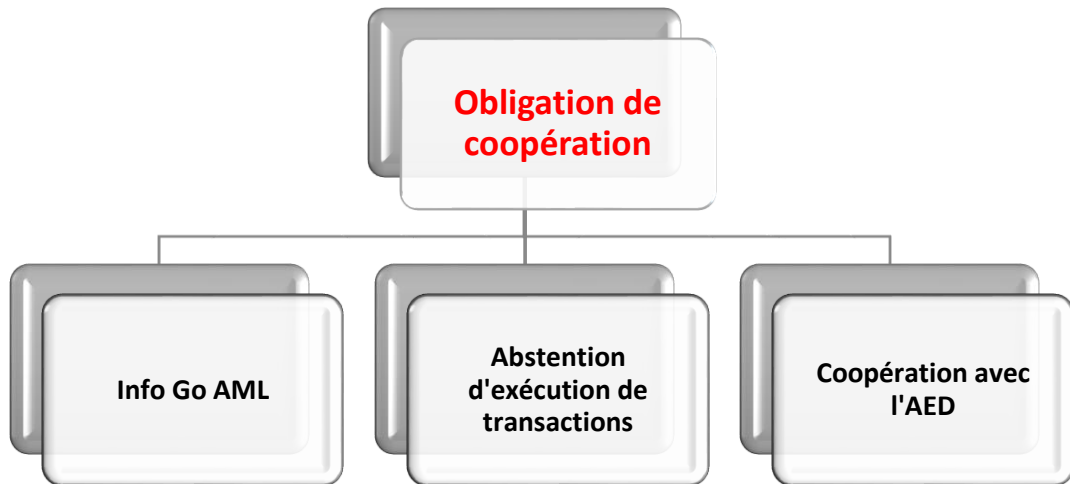 Obligation de
coopération
Info Go AML
Abstention
d'exécution de
transactions
Coopération avec
l'AED